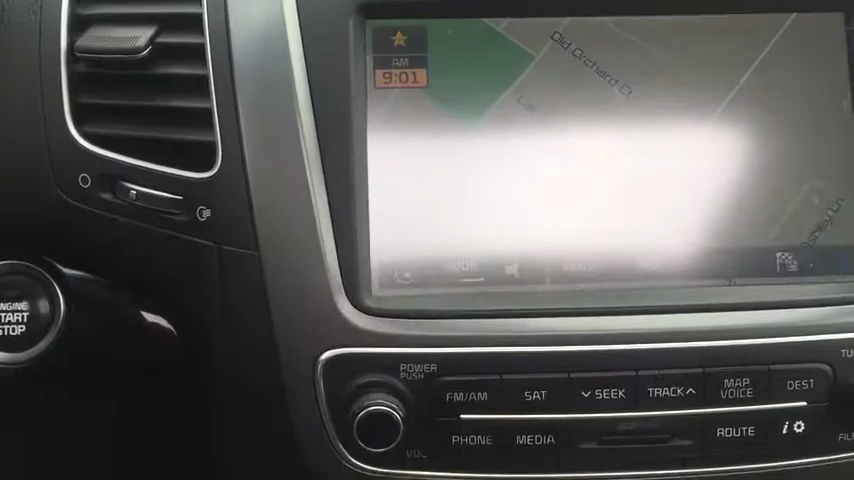 Old Orchard Ct
AM
9:01
ENGINE
START
STOP
POWER
PUSH
FM/AM
SAT
SEEK
TRACK
MAP
VOICE
DEST
PHONE
MEDIA
ROUTE
i
VOL